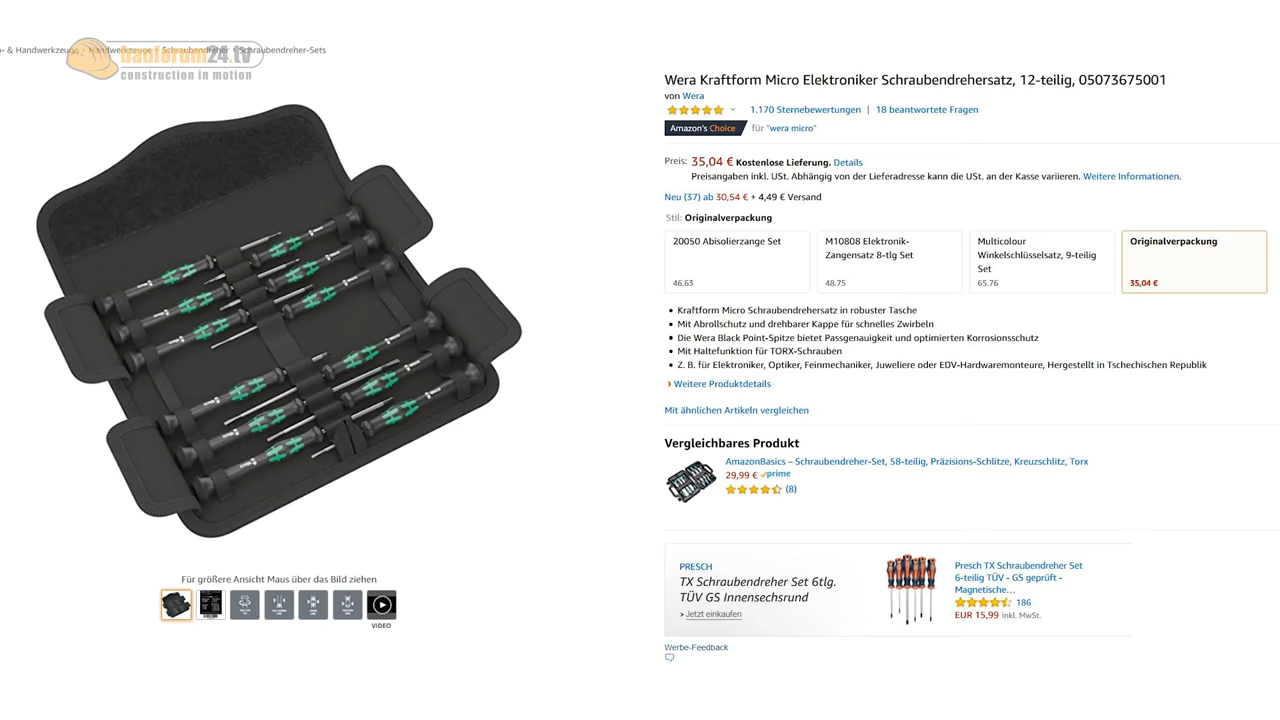 - & Handwerkzeuge › Handwerkzeuge › Schraubendreher › Schraubendreher-Sets
bauforum24.tv
construction in motion
Wera Kraftform Micro Elektroniker Schraubendrehersatz, 12-teilig, 05073675001
von Wera
1.170 Sternebewertungen | 18 beantwortete Fragen
Amazon's Choice für "wera micro"
Preis: 35,04 € Kostenlose Lieferung. Details
Preisangaben inkl. USt. Abhängig von der Lieferadresse kann die USt. an der Kasse variieren. Weitere Informationen.
Neu (37) ab 30,54 € + 4,49 € Versand
Stil: Originalverpackung
20050 Abisolierzange Set
46.63
M10808 Elektronik-
Zangensatz 8-tlg Set
48.75
Multicolour
Winkelschlüsselsatz, 9-teilig
Set
65.76
Originalverpackung
35,04 €
• Kraftform Micro Schraubendrehersatz in robuster Tasche
• Mit Abrollschutz und drehbarer Kappe für schnelles Zwirbeln
• Die Wera Black Point-Spitze bietet Passgenauigkeit und optimierten Korrosionsschutz
• Mit Haltefunktion für TORX-Schrauben
• Z. B. für Elektroniker, Optiker, Feinmechaniker, Juweliere oder EDV-Hardwaremonteure, Hergestellt in Tschechischen Republik
› Weitere Produktdetails
Mit ähnlichen Artikeln vergleichen
Vergleichbares Produkt
AmazonBasics – Schraubendreher-Set, 58-teilig, Präzisions-Schlitze, Kreuzschlitz, Torx
29,99 € prime
(8)
PRESCH
TX Schraubendreher Set 6tlg.
TÜV GS Innensechsrund
› Jetzt einkaufen
Presch TX Schraubendreher Set
6-teilig TÜV - GS geprüft -
Magnetische...
186
EUR 15,99 inkl. MwSt.
Werbe-Feedback
Für größere Ansicht Maus über das Bild ziehen
VIDEO